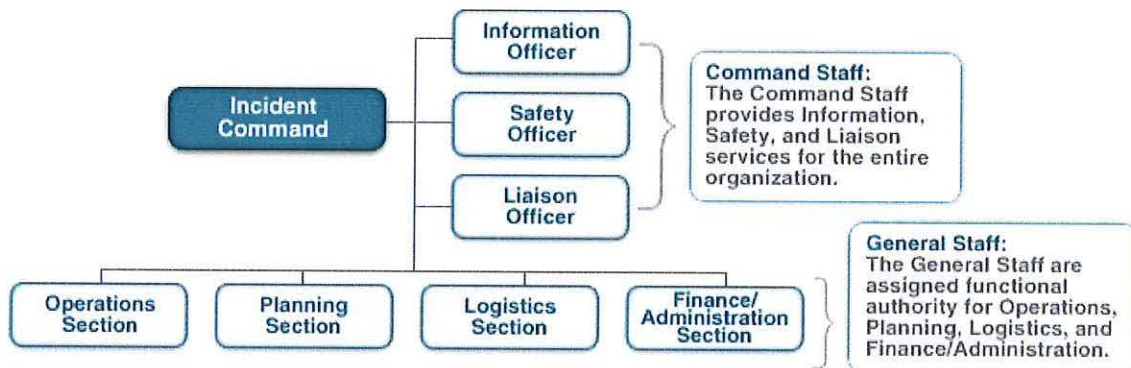 Information
Officer
Incident
Command
Safety
Officer
Liaison
Officer
Command Staff:
The Command Staff
provides Information,
Safety, and Liaison
services for the entire
organization.
Operations
Section
Planning
Section
Logistics
Section
Finance/
Administration
Section
General Staff:
The General Staff are
assigned functional
authority for Operations,
Planning, Logistics, and
Finance/Administration.